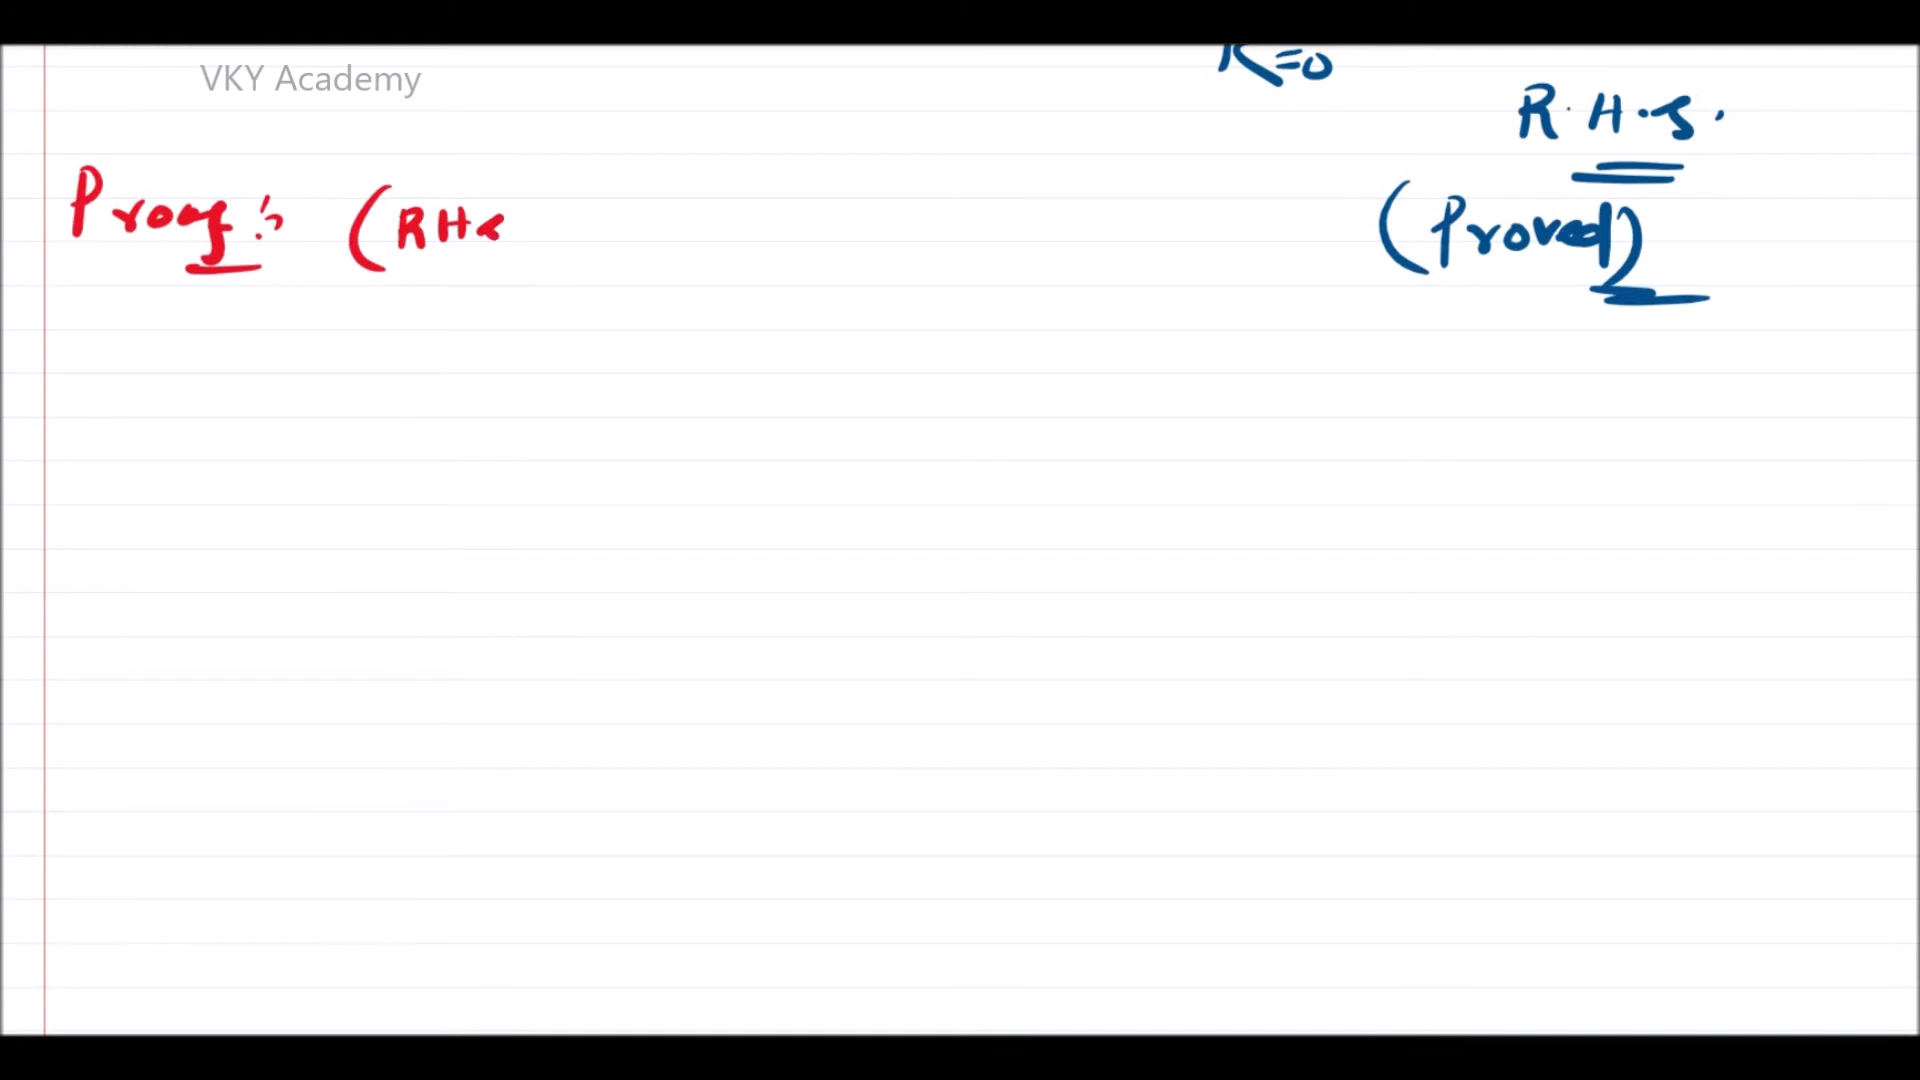 VKY Academy
K=0
R.H.S.
Proof:
(RHS
(Proved)